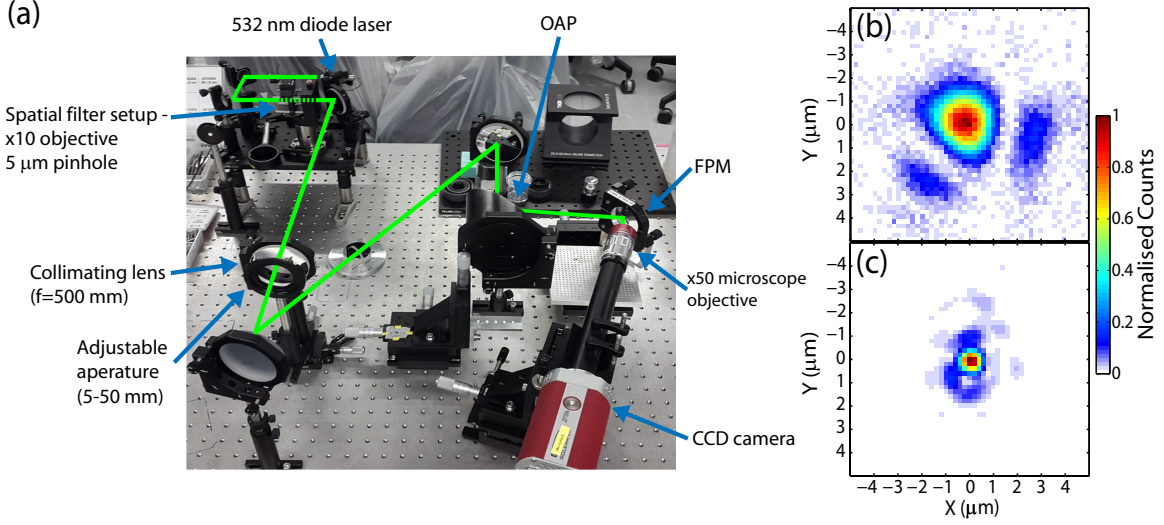 (a)
532 nm diode laser
OAP
Spatial filter setup -
x10 objective
5 μm pinhole
FPM
Collimating lens
(f=500 mm)
x50 microscope
objective
Adjustable
aperature
(5-50 mm)
CCD camera
(b)
−4
−3
−2
−1
0
1
2
3
4
Y (μm)
(c)
−4
−3
−2
−1
0
1
2
3
4
Y (μm)
−4 −3 −2 −1 0 1 2 3 4
X (μm)
1
0.8
0.6
0.4
0.2
0
Normalised Counts